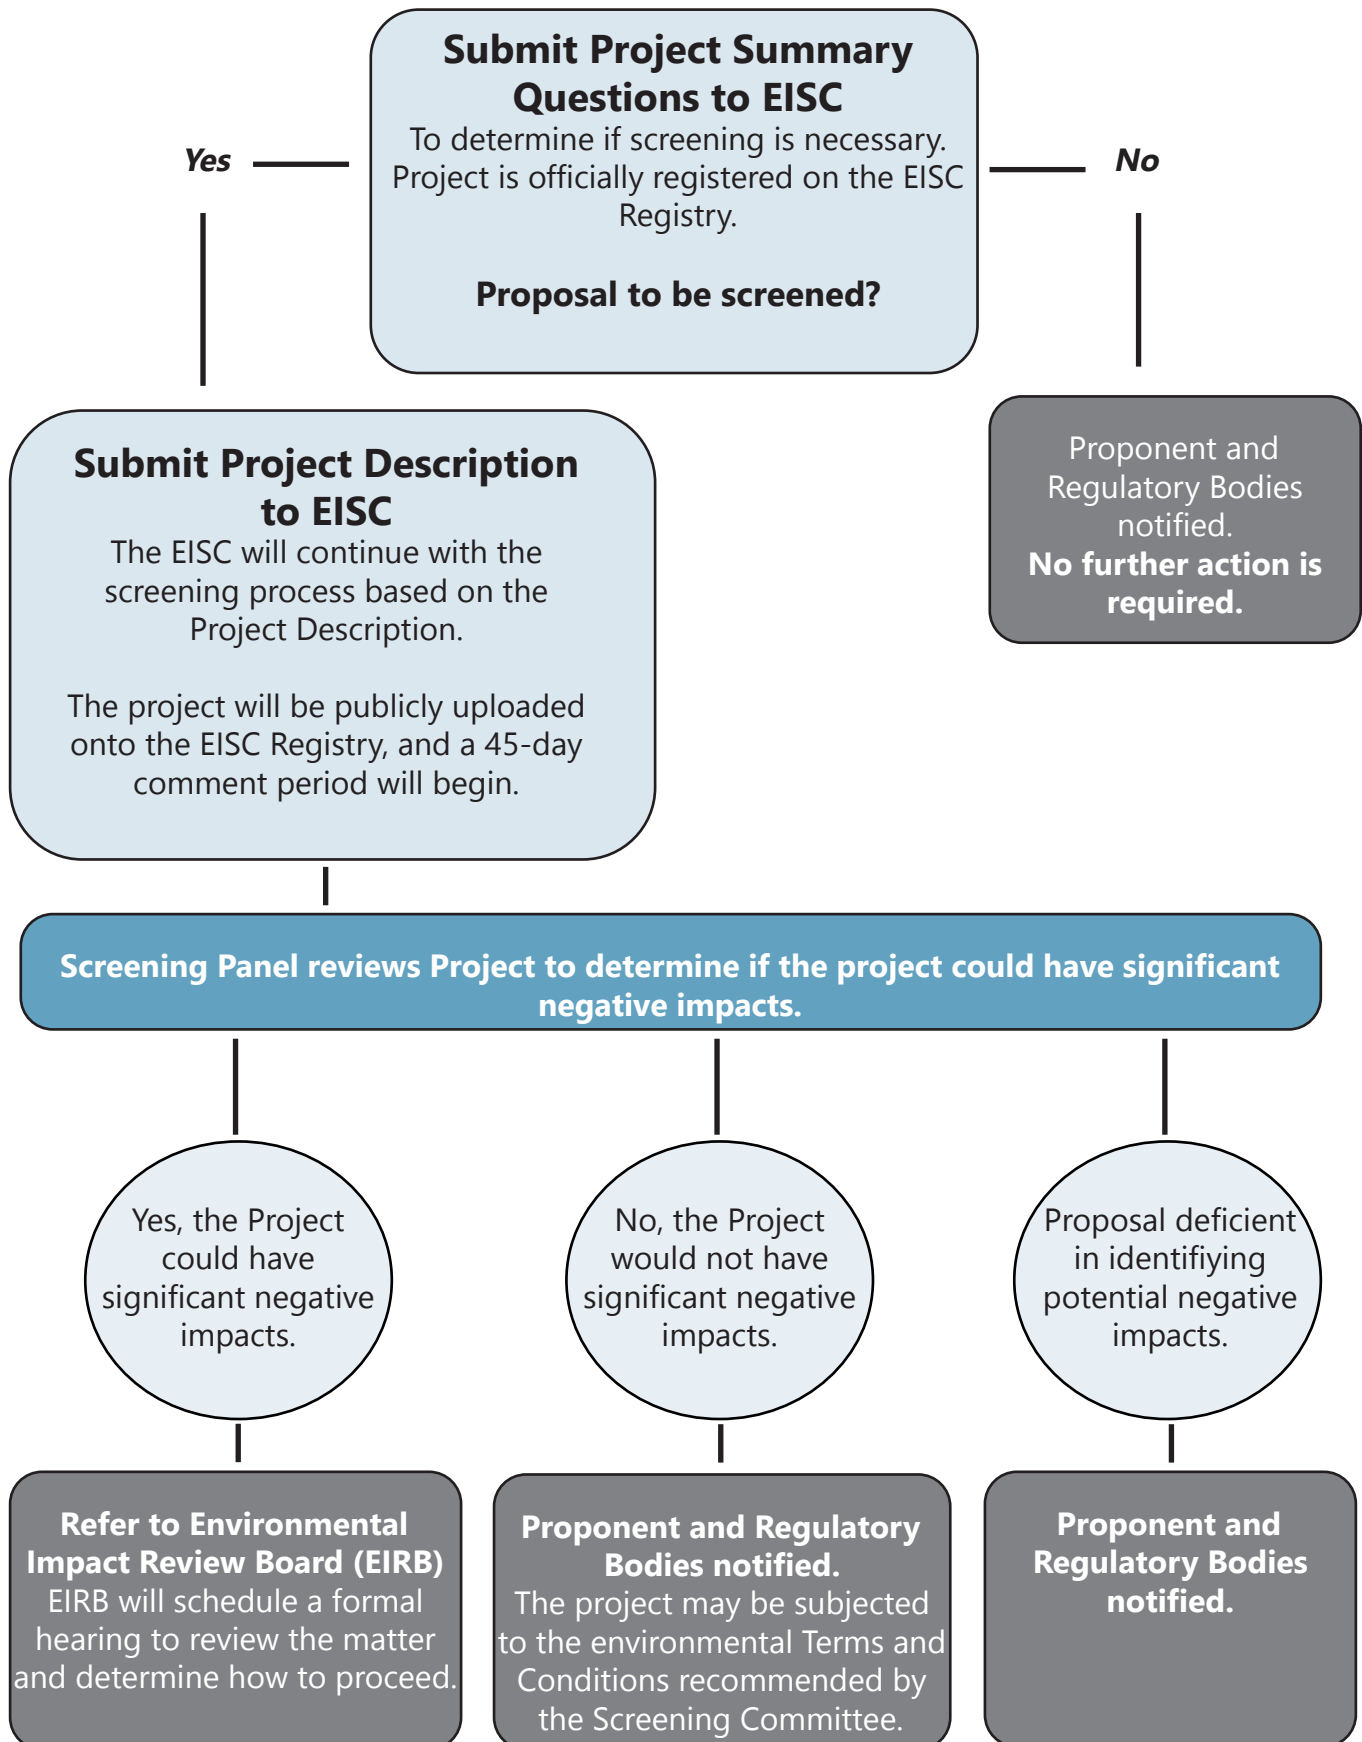 Submit Project Summary
Questions to EISC
To determine if screening is necessary.
Project is officially registered on the EISC
Registry.
Proposal to be screened?
Yes
No
Submit Project Description
to EISC
The EISC will continue with the
screening process based on the
Project Description.
The project will be publicly uploaded
onto the EISC Registry, and a 45-day
comment period will begin.
Proponent and
Regulatory Bodies
notified.
No further action is
required.
Screening Panel reviews Project to determine if the project could have significant
negative impacts.
Yes, the Project
could have
significant negative
impacts.
No, the Project
would not have
significant negative
impacts.
Proposal deficient
in identifiying
potential negative
impacts.
Refer to Environmental
Impact Review Board (EIRB)
EIRB will schedule a formal
hearing to review the matter
and determine how to proceed.
Proponent and Regulatory
Bodies notified.
The project may be subjected
to the environmental Terms and
Conditions recommended by
the Screening Committee.
Proponent and
Regulatory Bodies
notified.